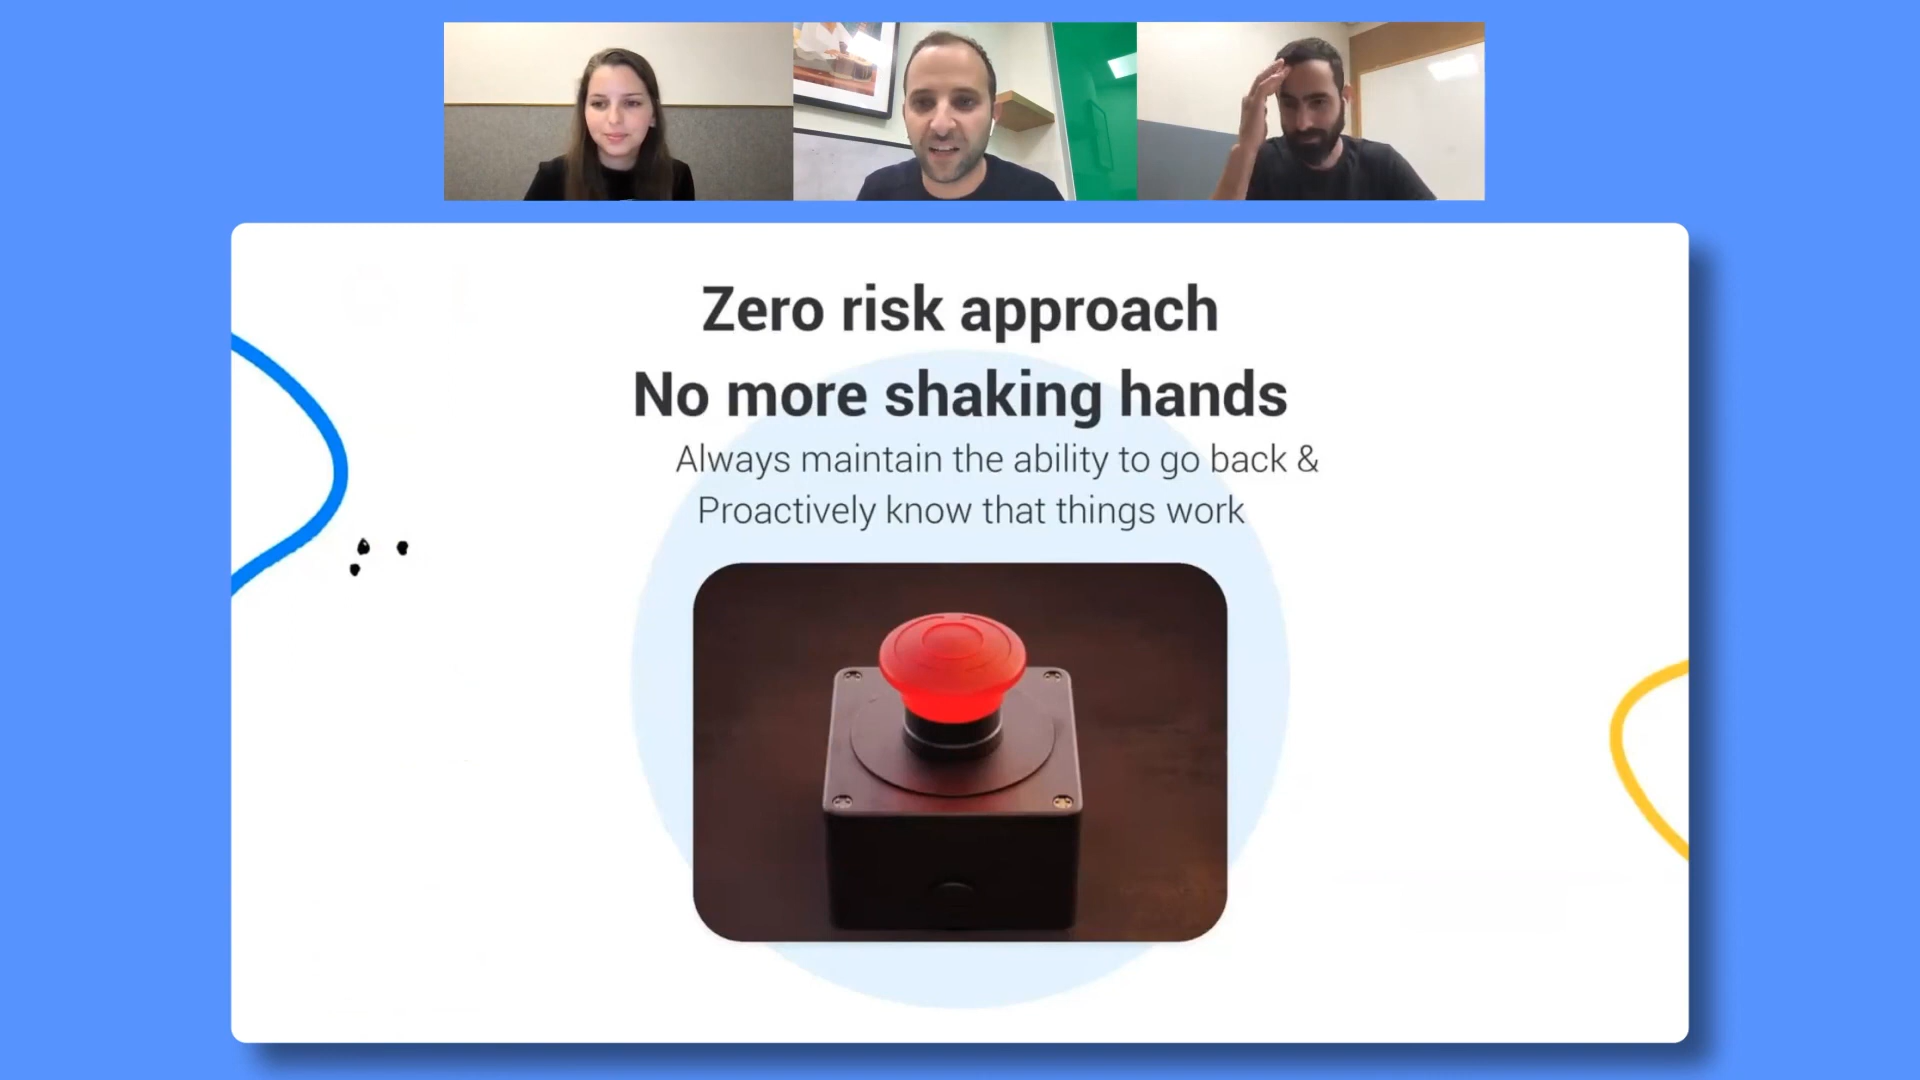 Zero risk approach
No more shaking hands
Always maintain the ability to go back &
Proactively know that things work